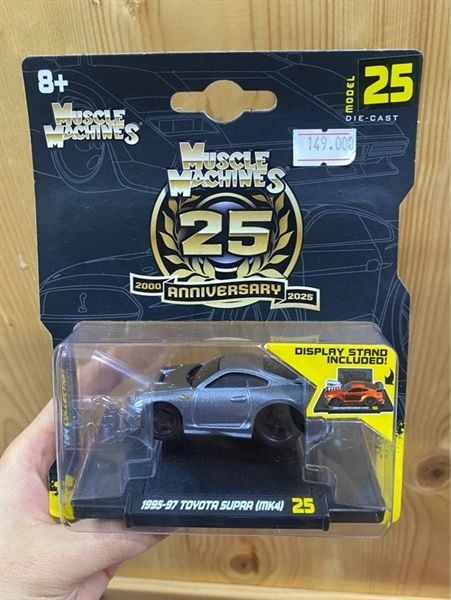 8+
MUSCLE
MACHINES
MODEL
25
DIE-CAST
149.000
MUSCLE
MACHINES
25
2000 ANNIVERSARY 2025
DISPLAY STAND
INCLUDED!
1995-97 TOYOTA SUPRA (MK4) 25